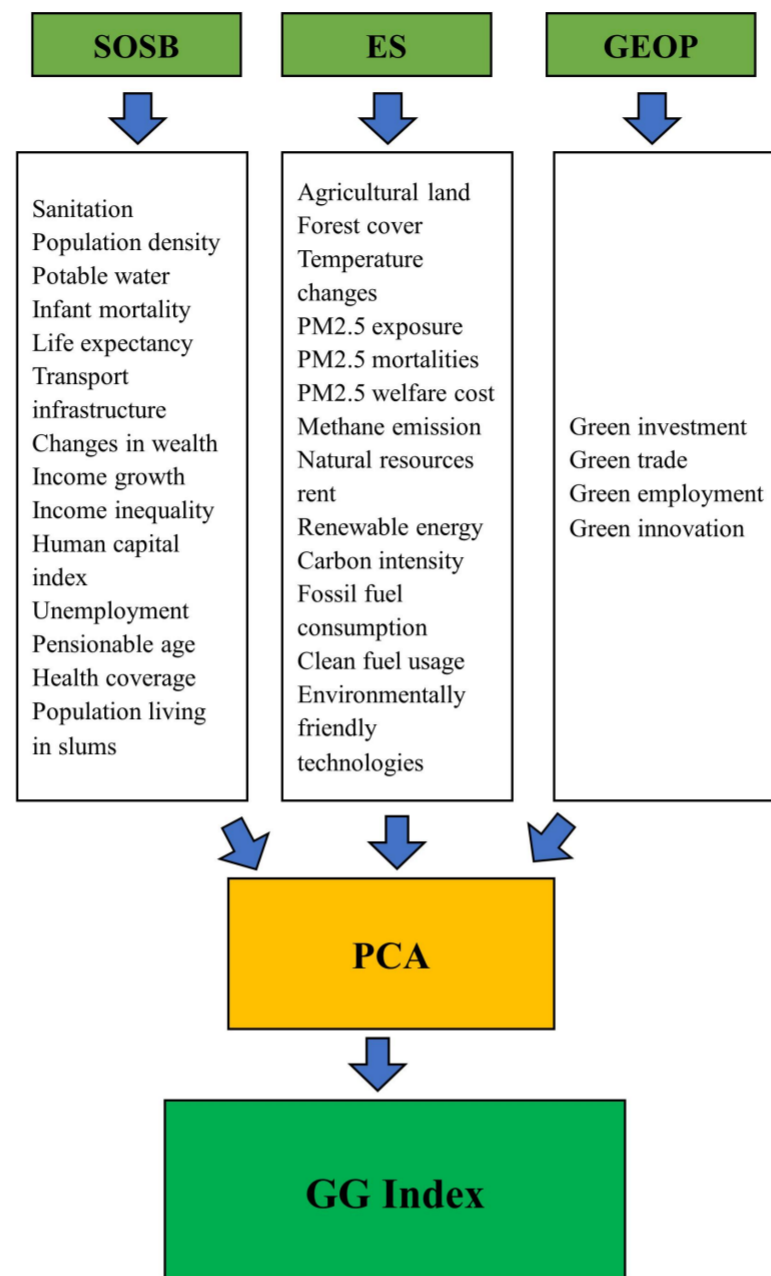 SOSB
ES
GEOP
Sanitation
Population density
Potable water
Infant mortality
Life expectancy
Transport
infrastructure
Changes in wealth
Income growth
Income inequality
Human capital
index
Unemployment
Pensionable age
Health coverage
Population living
in slums
Agricultural land
Forest cover
Temperature
changes
PM2.5 exposure
PM2.5 mortalities
PM2.5 welfare cost
Methane emission
Natural resources
rent
Renewable energy
Carbon intensity
Fossil fuel
consumption
Clean fuel usage
Environmentally
friendly
technologies
Green investment
Green trade
Green employment
Green innovation
PCA
GG Index